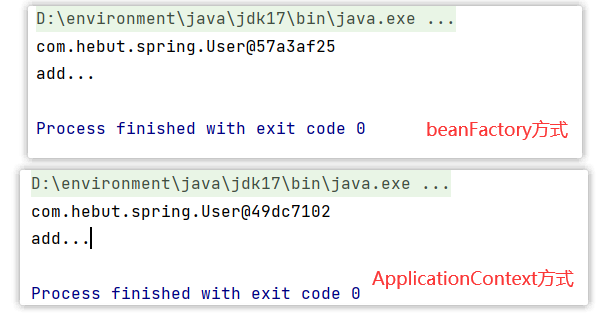 D:\environment\java\jdk17\bin\java.exe ...
com.hebut.spring.User@57a3af25
add...
Process finished with exit code 0
beanFactory方式
D:\environment\java\jdk17\bin\java.exe ...
com.hebut.spring.User@49dc7102
add...
ApplicationContext方式
Process finished with exit code 0